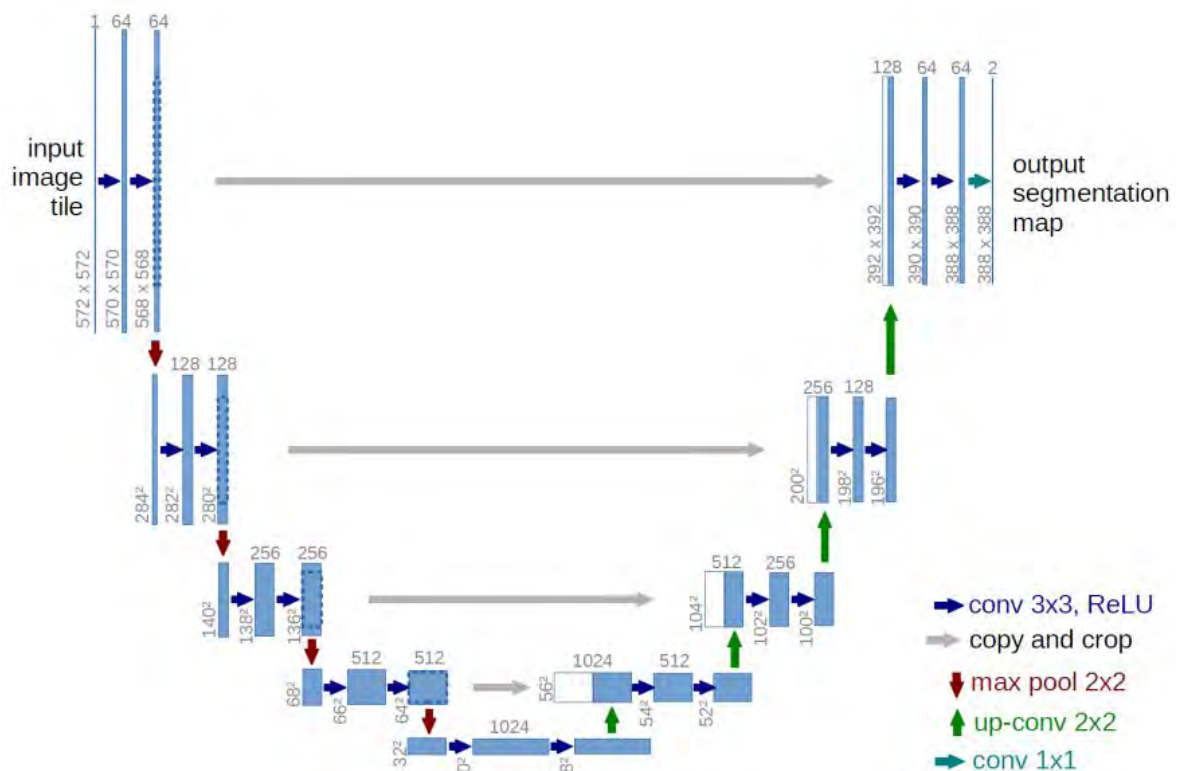 1 64 64
128 64 64 2
input
image
tile
output
segmentation
map
572 x 572
570 x 570
568 x 568
392 x 392
390 x 390
388 x 388
388 x 388
128 128
256 128
284²
282²
280²
200²
198²
196²
256 256
512 256
140²
138²
136²
104²
102²
100²
conv 3x3, ReLU
copy and crop
max pool 2x2
up-conv 2x2
conv 1x1
512 512
1024 512
68²
66²
64²
56²
54²
52²
1024
32²